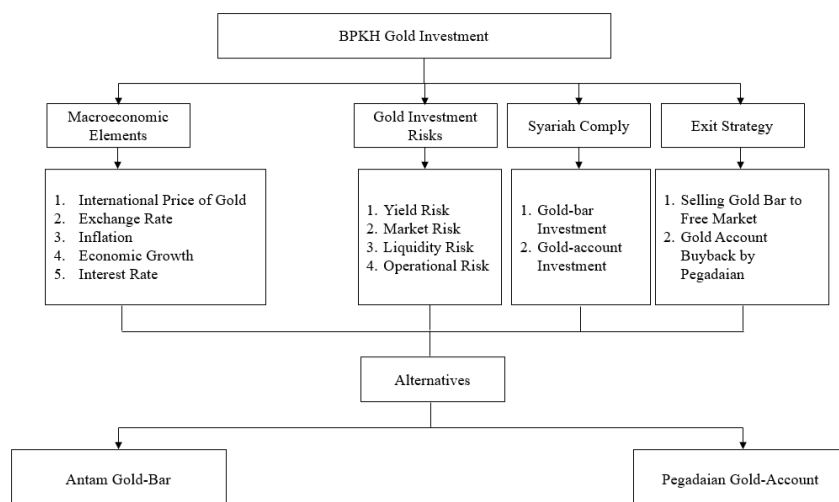 BPKH Gold Investment
Macroeconomic
Elements
Gold Investment
Risks
Syariah Comply
Exit Strategy
1. International Price of Gold
2. Exchange Rate
3. Inflation
4. Economic Growth
5. Interest Rate
1. Yield Risk
2. Market Risk
3. Liquidity Risk
4. Operational Risk
1. Gold-bar
Investment
2. Gold-account
Investment
1. Selling Gold Bar to
Free Market
2. Gold Account
Buyback by
Pegadaian
Alternatives
Antam Gold-Bar
Pegadaian Gold-Account